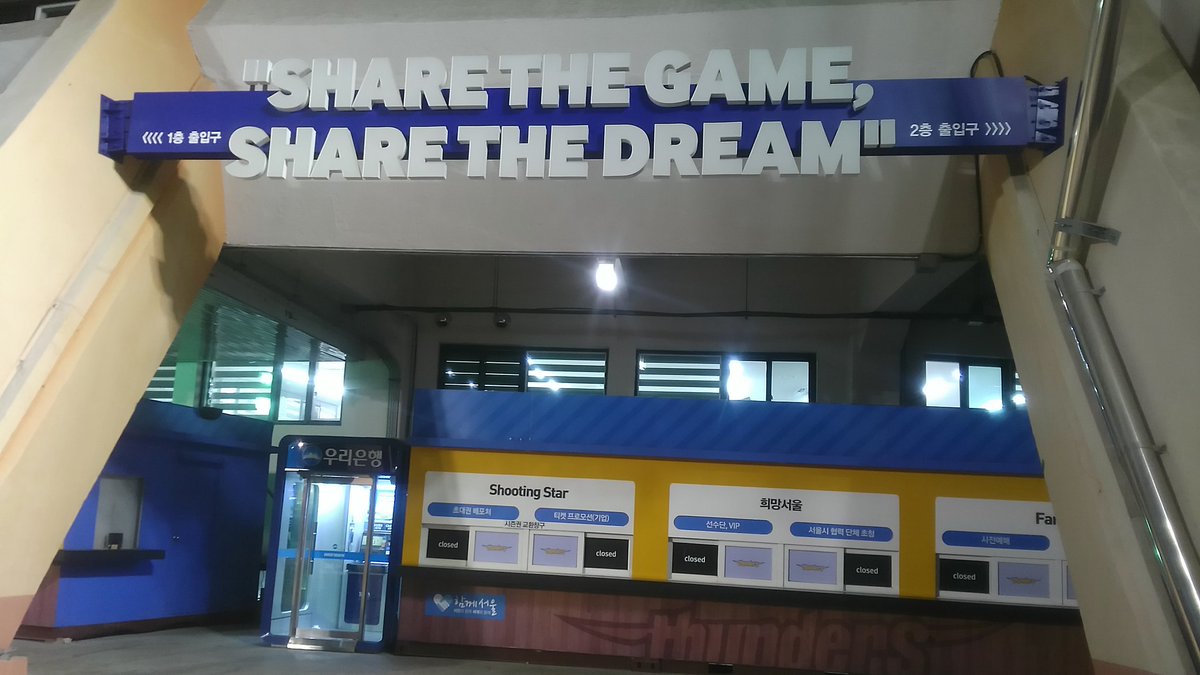 "SHARE THE GAME,
<<<< 1층 출입구
2층 출입구 >>>>
SHARE THE DREAM"
우리은행
Shooting Star
초대권 배포처
티켓 프로모션(기업)
시즌권 교환창구
closed
closed
희망서울
선수단, VIP
서울시 협력 단체 초청
closed
closed
Fan
사전예매
closed
함께서울
thunders